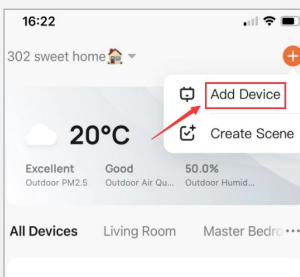 16:22
302 sweet home🏠
Add Device
Create Scene
20°C
Excellent Good 50.0%
Outdoor PM2.5 Outdoor Air Qu... Outdoor Humid...
All Devices Living Room Master Bedro ...